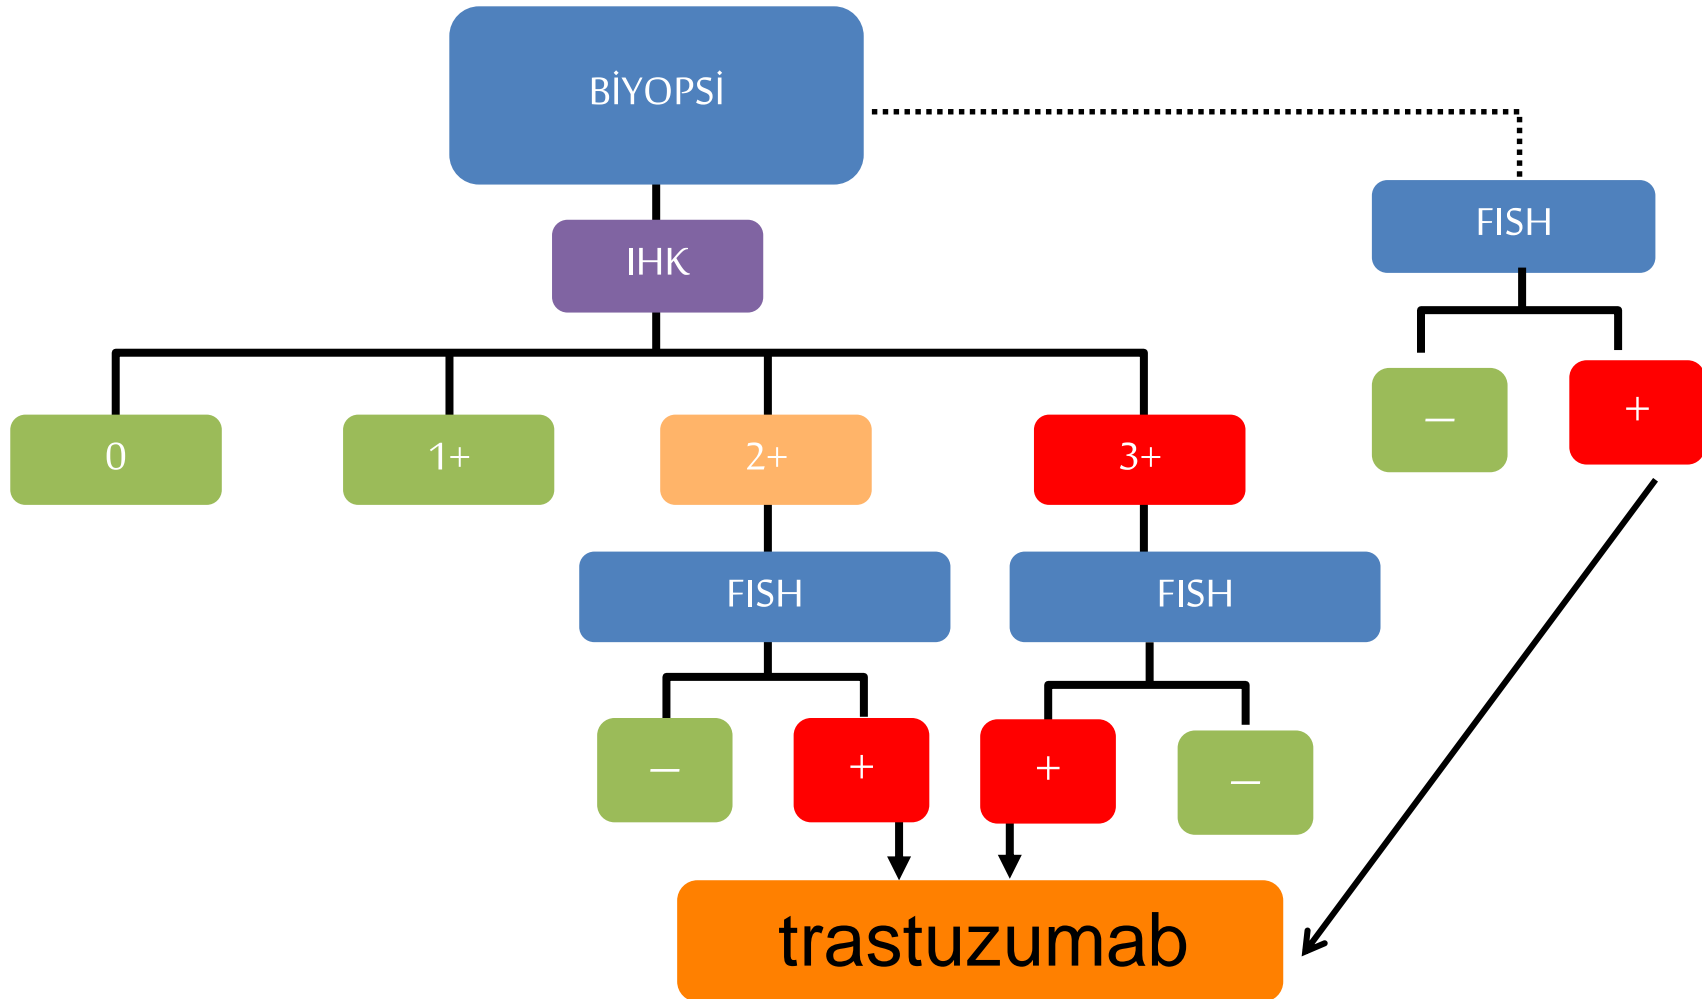 BİYOPSİ
FISH
IHK
–
+
0
1+
2+
3+
FISH
FISH
–
+
+
–
trastuzumab